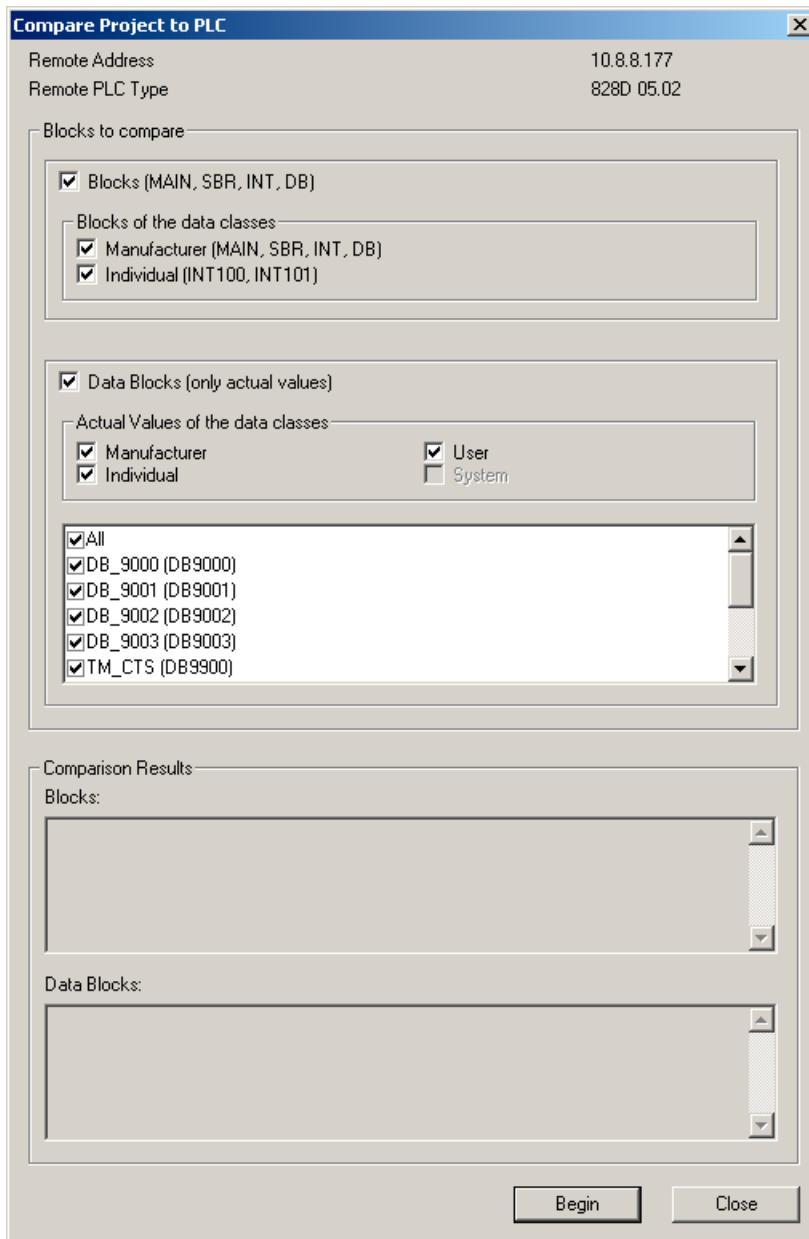 Compare Project to PLC
Remote Address 10.8.8.177
Remote PLC Type 828D 05.02
Blocks to compare
Blocks (MAIN, SBR, INT, DB)
Blocks of the data classes
Manufacturer (MAIN, SBR, INT, DB)
Individual (INT100, INT101)
Data Blocks (only actual values)
Actual Values of the data classes
Manufacturer User
Individual System
All
DB_9000 (DB9000)
DB_9001 (DB9001)
DB_9002 (DB9002)
DB_9003 (DB9003)
TM_CTS (DB9900)
Comparison Results
Blocks:
Data Blocks:
Begin Close